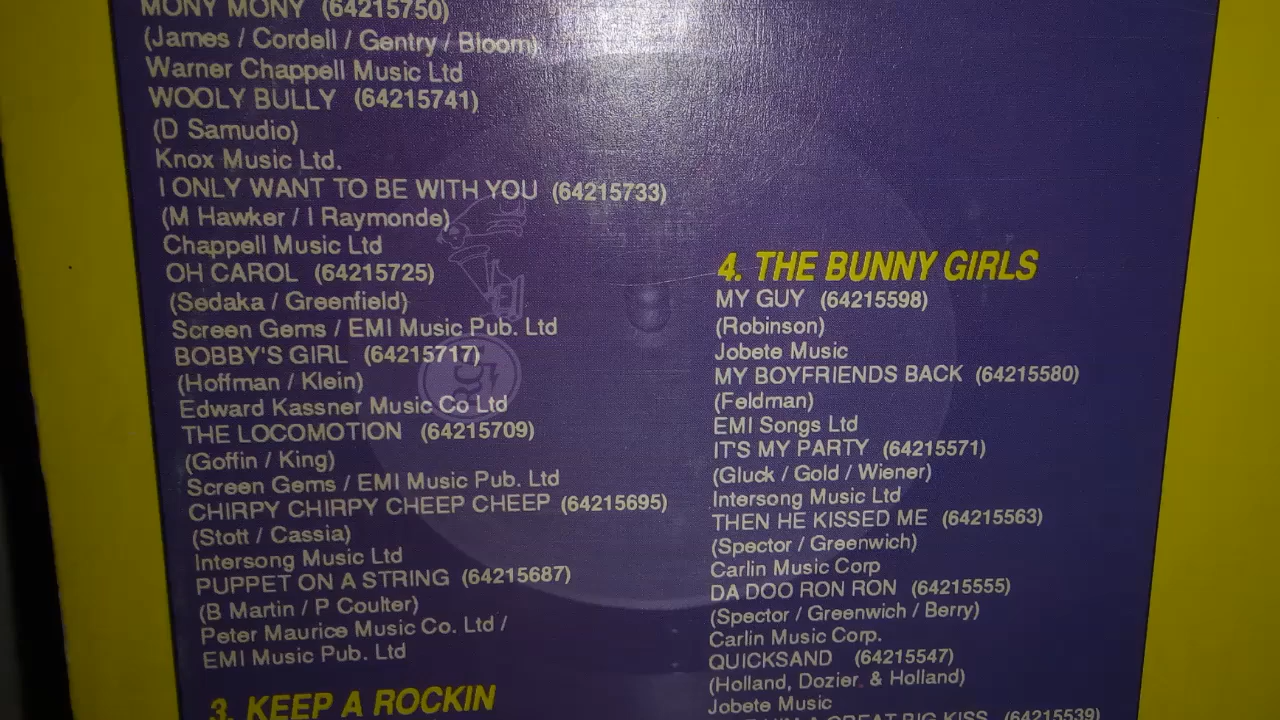 MONY MONY (64215750)
(James / Cordell / Gentry / Bloom)
Warner Chappell Music Ltd
WOOLY BULLY (64215741)
(D Samudio)
Knox Music Ltd.
I ONLY WANT TO BE WITH YOU (64215733)
(M Hawker / I Raymonde)
Chappell Music Ltd
OH CAROL (64215725)
(Sedaka / Greenfield)
Screen Gems / EMI Music Pub. Ltd
BOBBY'S GIRL (64215717)
(Hoffman / Klein)
Edward Kassner Music Co Ltd
THE LOCOMOTION (64215709)
(Goffin / King)
Screen Gems / EMI Music Pub. Ltd
CHIRPY CHIRPY CHEEP CHEEP (64215695)
(Stott / Cassia)
Intersong Music Ltd
PUPPET ON A STRING (64215687)
(B Martin / P Coulter)
Peter Maurice Music Co. Ltd /
EMI Music Pub. Ltd
3. KEEP A ROCKIN
4. THE BUNNY GIRLS
MY GUY (64215598)
(Robinson)
Jobete Music
MY BOYFRIENDS BACK (64215580)
(Feldman)
EMI Songs Ltd
IT'S MY PARTY (64215571)
(Gluck / Gold / Wiener)
Intersong Music Ltd
THEN HE KISSED ME (64215563)
(Spector / Greenwich)
Carlin Music Corp
DA DOO RON RON (64215555)
(Spector / Greenwich / Berry)
Carlin Music Corp.
QUICKSAND (64215547)
(Holland, Dozier & Holland)
Jobete Music
A GREAT BIG KISS (64215539)